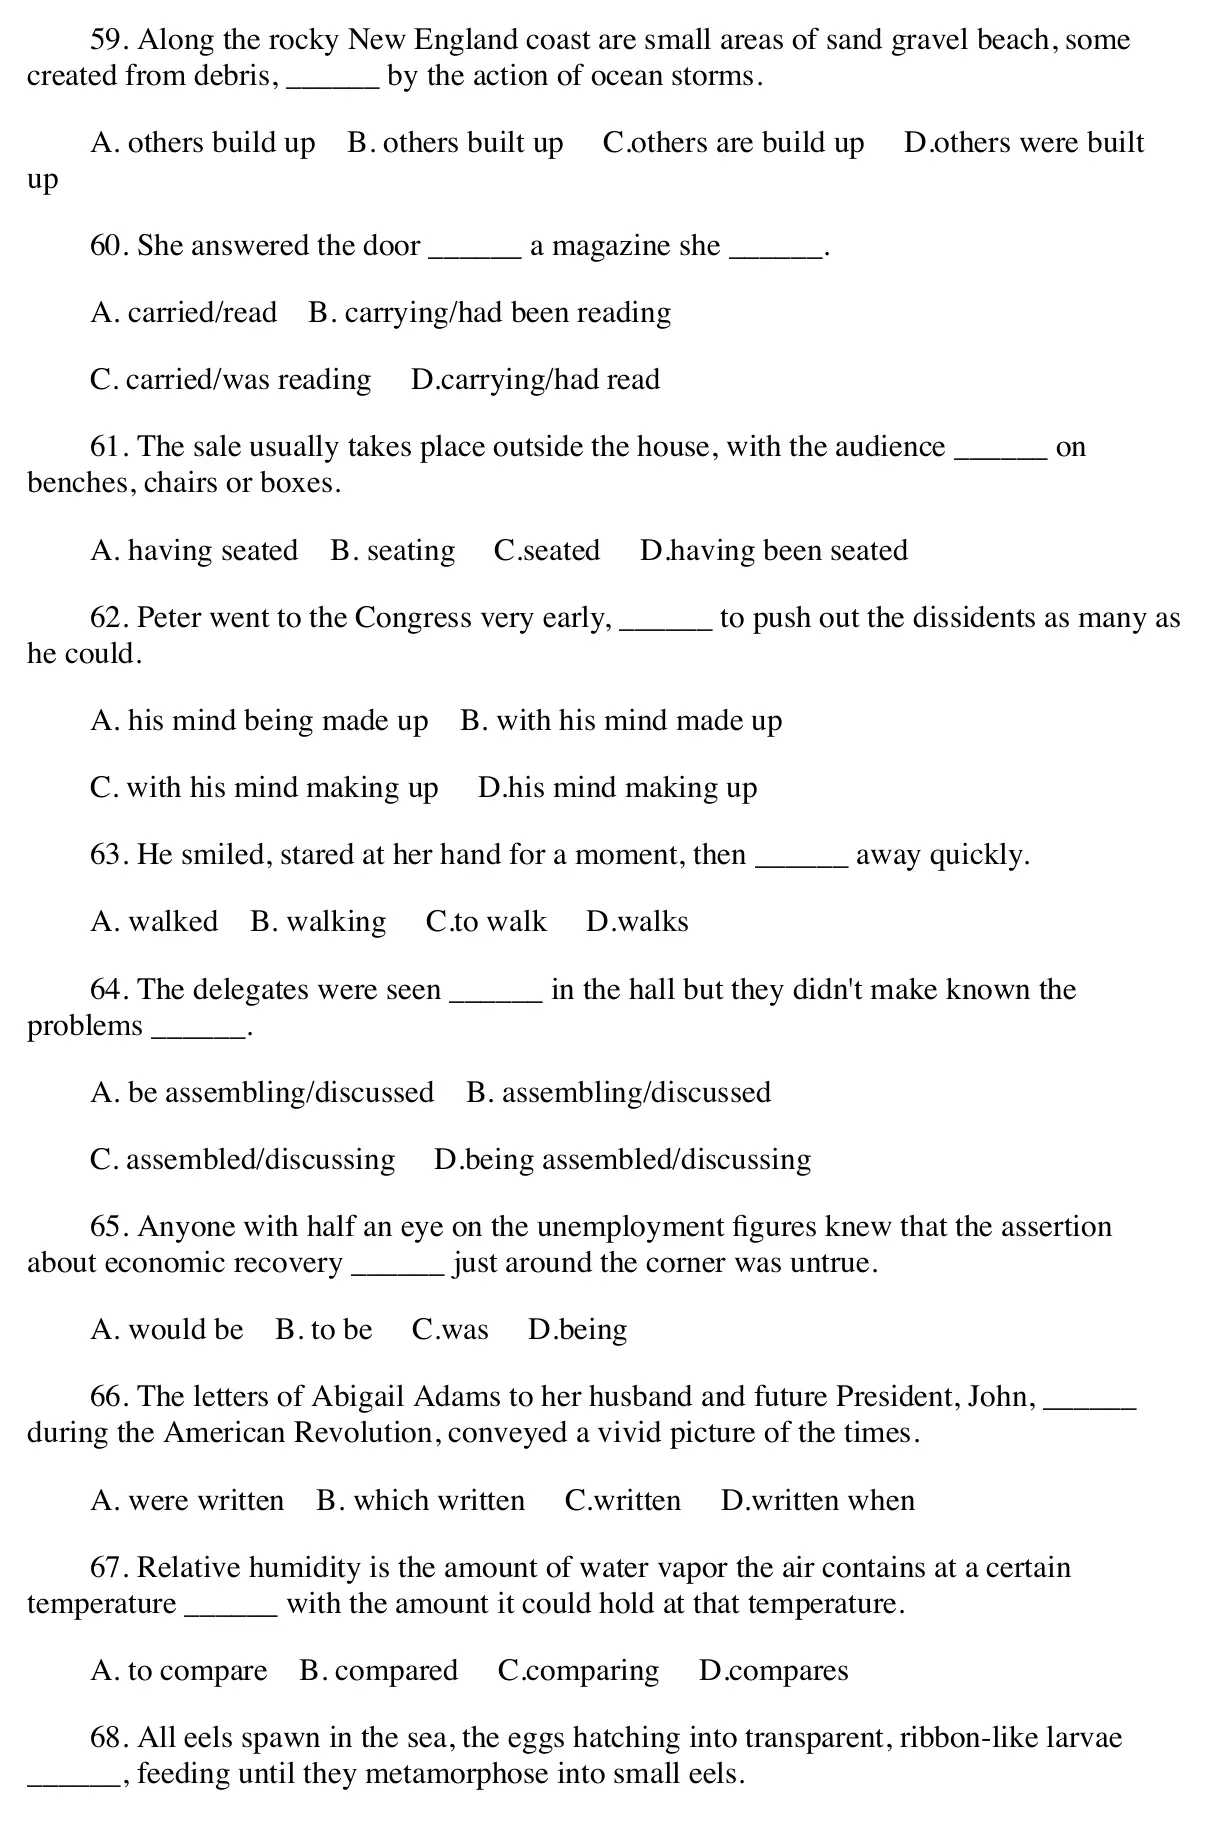 59. Along the rocky New England coast are small areas of sand gravel beach, some
created from debris, ______ by the action of ocean storms.
A. others build up B. others built up C.others are build up D.others were built
up
60. She answered the door ______ a magazine she ______.
A. carried/read B. carrying/had been reading
C. carried/was reading D.carrying/had read
61. The sale usually takes place outside the house, with the audience ______ on
benches, chairs or boxes.
A. having seated B. seating C.seated D.having been seated
62. Peter went to the Congress very early, ______ to push out the dissidents as many as
he could.
A. his mind being made up B. with his mind made up
C. with his mind making up D.his mind making up
63. He smiled, stared at her hand for a moment, then ______ away quickly.
A. walked B. walking C.to walk D.walks
64. The delegates were seen ______ in the hall but they didn't make known the
problems ______.
A. be assembling/discussed B. assembling/discussed
C. assembled/discussing D.being assembled/discussing
65. Anyone with half an eye on the unemployment figures knew that the assertion
about economic recovery ______ just around the corner was untrue.
A. would be B. to be C.was D.being
66. The letters of Abigail Adams to her husband and future President, John, ______
during the American Revolution, conveyed a vivid picture of the times.
A. were written B. which written C.written D.written when
67. Relative humidity is the amount of water vapor the air contains at a certain
temperature ______ with the amount it could hold at that temperature.
A. to compare B. compared C.comparing D.compares
68. All eels spawn in the sea, the eggs hatching into transparent, ribbon-like larvae
______, feeding until they metamorphose into small eels.